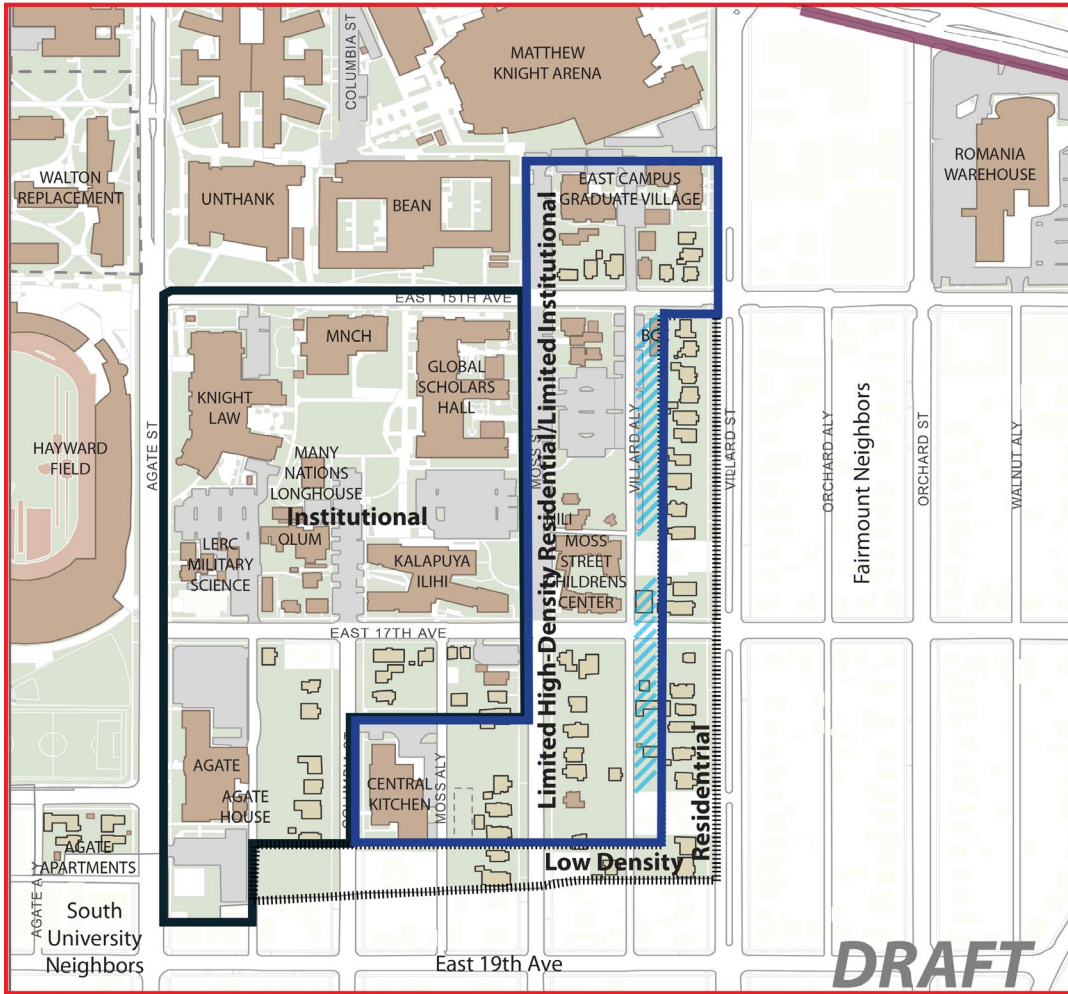 COLUMBIA ST
MATTHEW
KNIGHT ARENA
WALTON
REPLACEMENT
UNTHANK
BEAN
EAST CAMPUS
GRADUATE VILLAGE
ROMANIA
WAREHOUSE
EAST 15TH AVE
MNCH
GLOBAL
SCHOLARS
HALL
KNIGHT
LAW
HAYWARD
FIELD
AGATE ST
MANY
NATIONS
LONGHOUSE
Institutional
OLUM
LERC
MILITARY
SCIENCE
KALAPUYA
ILIHI
MOSS ST
Limited High-Density Residential/Limited Institutional
ILI
MOSS
STREET
CHILDRENS
CENTER
VILLARD ALY
VILLARD ST
ORCHARD ALY
Fairmount Neighbors
ORCHARD ST
WALNUT ALY
EAST 17TH AVE
AGATE
AGATE
HOUSE
COLUMBIA ST
CENTRAL
KITCHEN
MOSS ALY
AGATE
APARTMENTS
AGATE ALY
Low Density
Residentrial
South
University
Neighbors
East 19th Ave
DRAFT